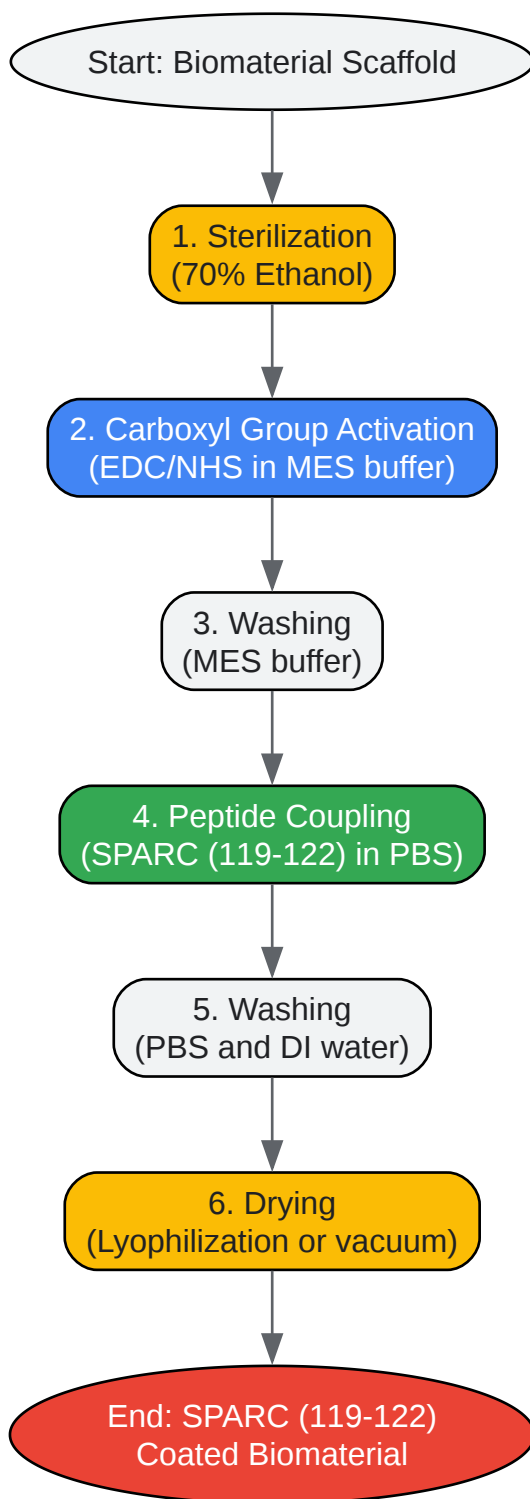 Start: Biomaterial Scaffold
1. Sterilization
(70% Ethanol)
2. Carboxyl Group Activation
(EDC/NHS in MES buffer)
3. Washing
(MES buffer)
4. Peptide Coupling
(SPARC (119-122) in PBS)
5. Washing
(PBS and DI water)
6. Drying
(Lyophilization or vacuum)
End: SPARC (119-122)
Coated Biomaterial